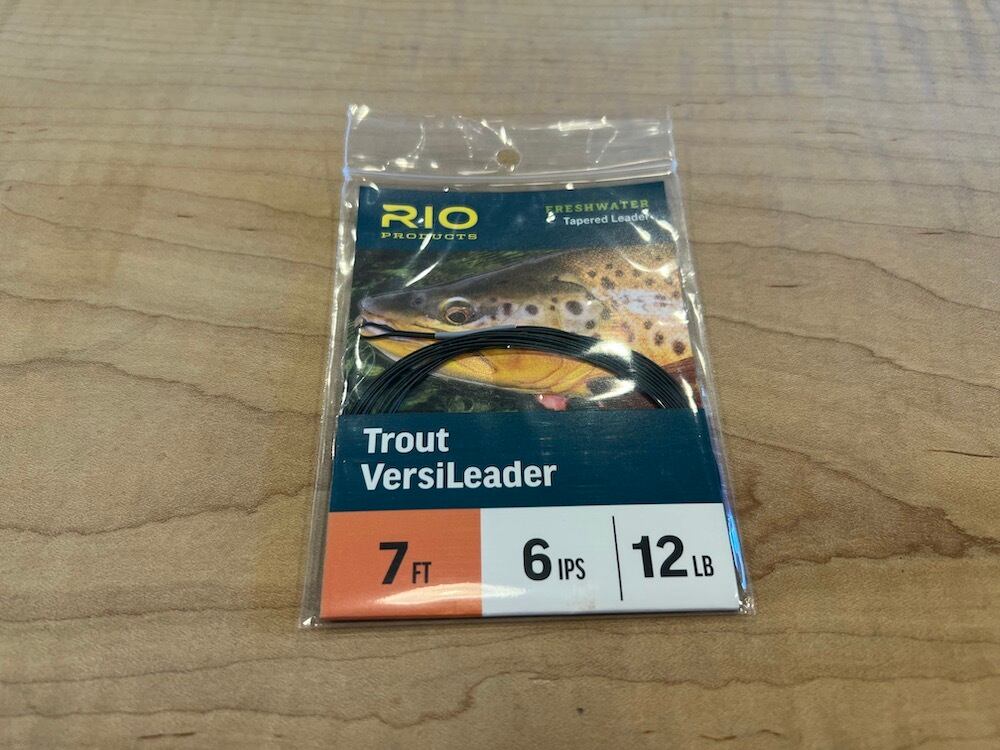 RIO
PRODUCTS
FRESHWATER
Tapered Leader
Trout
VersiLeader
7 FT
6 IPS
12 LB